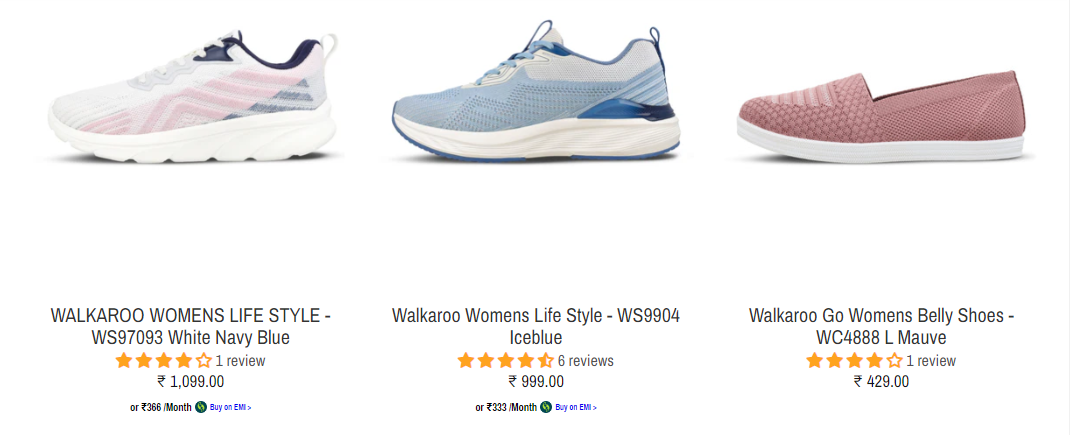 WALKAROO WOMENS LIFE STYLE -
WS97093 White Navy Blue
1 review
₹ 1,099.00
or ₹366 /Month Buy on EMI >
Walkaroo Womens Life Style - WS9904
Iceblue
6 reviews
₹ 999.00
or ₹333 /Month Buy on EMI >
Walkaroo Go Womens Belly Shoes -
WC4888 L Mauve
1 review
₹ 429.00